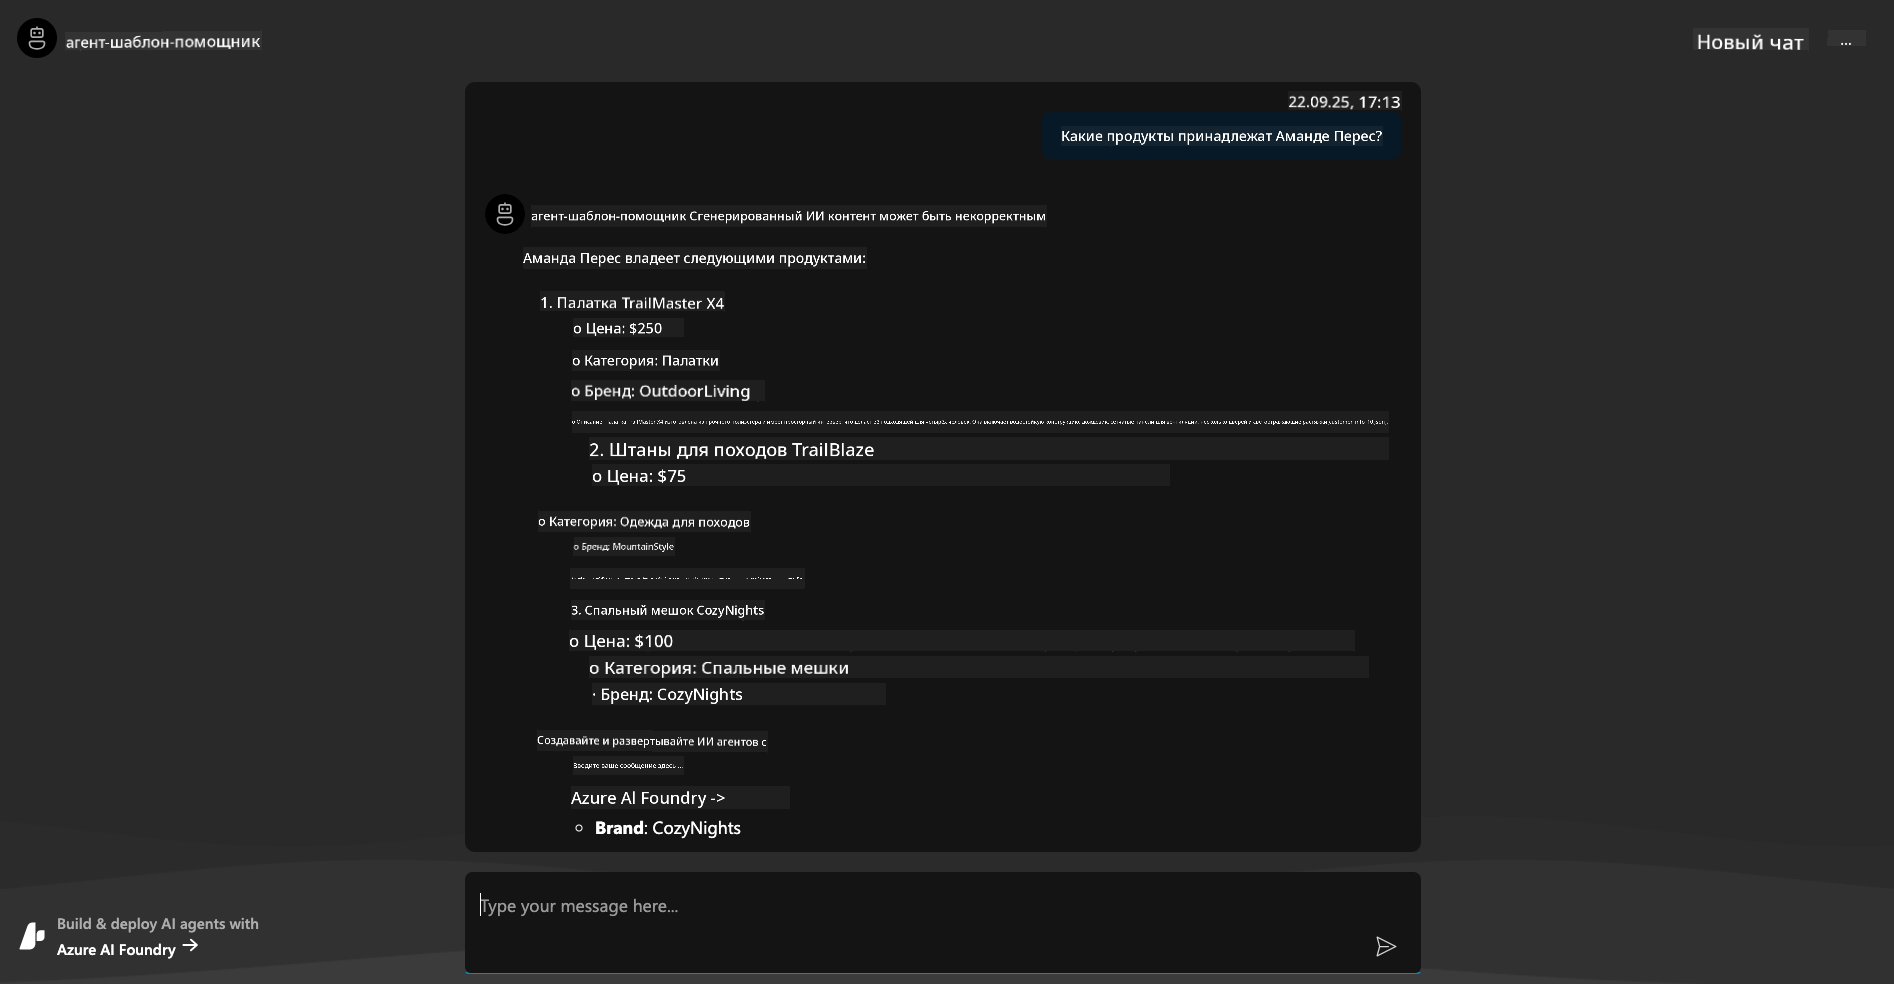 агент-шаблон-помощник
Новый чат
...
22.09.25, 17:13
Какие продукты принадлежат Аманде Перес?
агент-шаблон-помощник Сгенерированный ИИ контент может быть некорректным
Аманда Перес владеет следующими продуктами:
1. Палатка TrailMaster X4
o Цена: $250
o Категория: Палатки
o Бренд: OutdoorLiving
2. Штаны для походов TrailBlaze
o Цена: $75
o Категория: Одежда для походов
o Бренд: MountainStyle
3. Спальный мешок CozyNights
o Цена: $100
o Категория: Спальные мешки
· Бренд: CozyNights
Создавайте и развертывайте ИИ агентов с
Введите ваше сообщение здесь ...
Azure Al Foundry ->
Brand: CozyNights
Type your message here...
Build & deploy AI agents with
Azure AI Foundry →